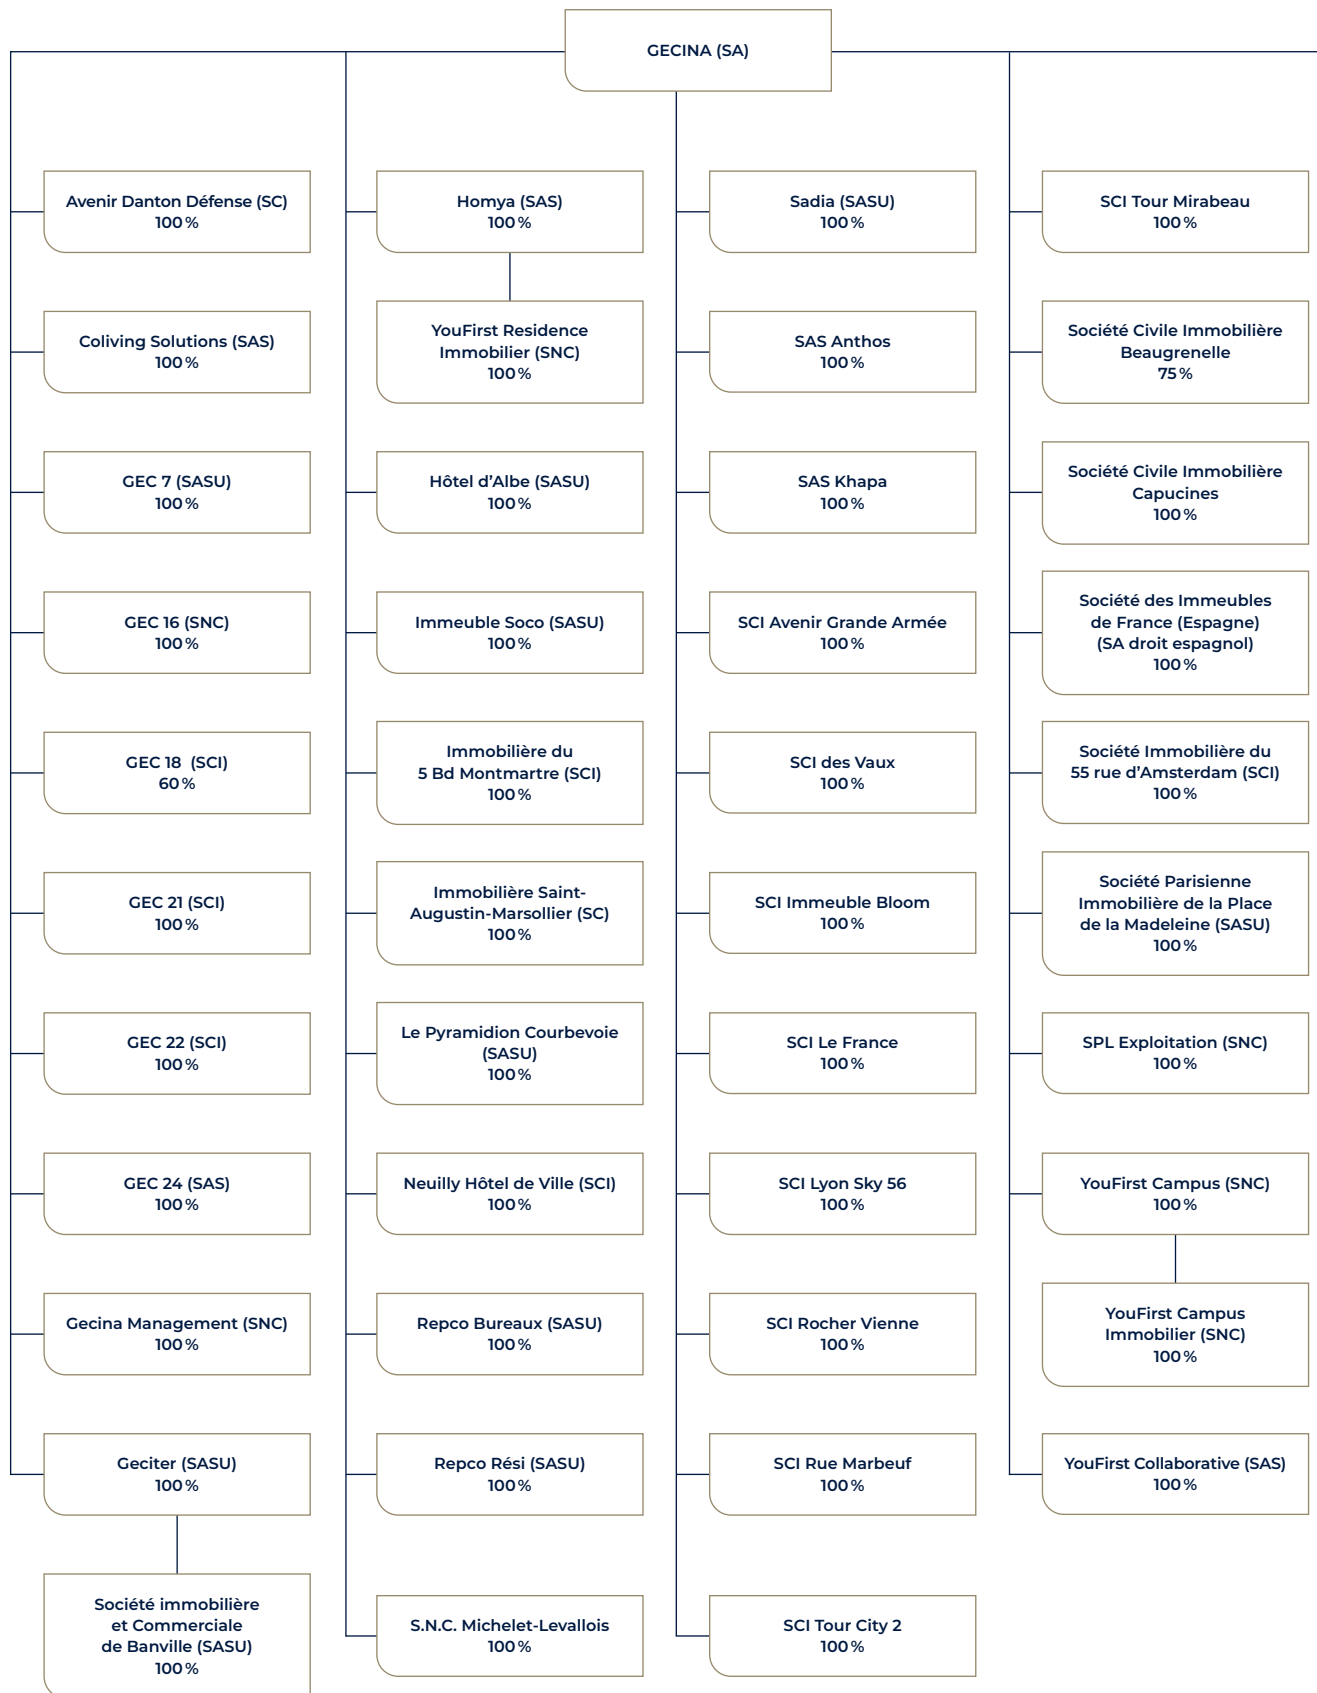 GECINA (SA)
Avenir Danton Défense (SC)
100 %
Coliving Solutions (SAS)
100 %
GEC 7 (SASU)
100 %
GEC 16 (SNC)
100 %
GEC 18 (SCI)
60 %
GEC 21 (SCI)
100 %
GEC 22 (SCI)
100 %
GEC 24 (SAS)
100 %
Gecina Management (SNC)
100 %
Geciter (SASU)
100 %
Société immobilière
et Commerciale
de Banville (SASU)
100 %
Homya (SAS)
100 %
YouFirst Residence
Immobilier (SNC)
100 %
Hôtel d’Albe (SASU)
100 %
Immeuble Soco (SASU)
100 %
Immobilière du
5 Bd Montmartre (SCI)
100 %
Immobilière Saint-
Augustin-Marsollier (SC)
100 %
Le Pyramidion Courbevoie
(SASU)
100 %
Neuilly Hôtel de Ville (SCI)
100 %
Repco Bureaux (SASU)
100 %
Repco Rési (SASU)
100 %
S.N.C. Michelet-Levallois
100 %
Sadia (SASU)
100 %
SAS Anthos
100 %
SAS Khapa
100 %
SCI Avenir Grande Armée
100 %
SCI des Vaux
100 %
SCI Immeuble Bloom
100 %
SCI Le France
100 %
SCI Lyon Sky 56
100 %
SCI Rocher Vienne
100 %
SCI Rue Marbeuf
100 %
SCI Tour City 2
100 %
SCI Tour Mirabeau
100 %
Société Civile Immobilière
Beaugrenelle
75 %
Société Civile Immobilière
Capucines
100 %
Société des Immeubles
de France (Espagne)
(SA droit espagnol)
100 %
Société Immobilière du
55 rue d’Amsterdam (SCI)
100 %
Société Parisienne
Immobilière de la Place
de la Madeleine (SASU)
100 %
SPL Exploitation (SNC)
100 %
YouFirst Campus (SNC)
100 %
YouFirst Campus
Immobilier (SNC)
100 %
YouFirst Collaborative (SAS)
100 %